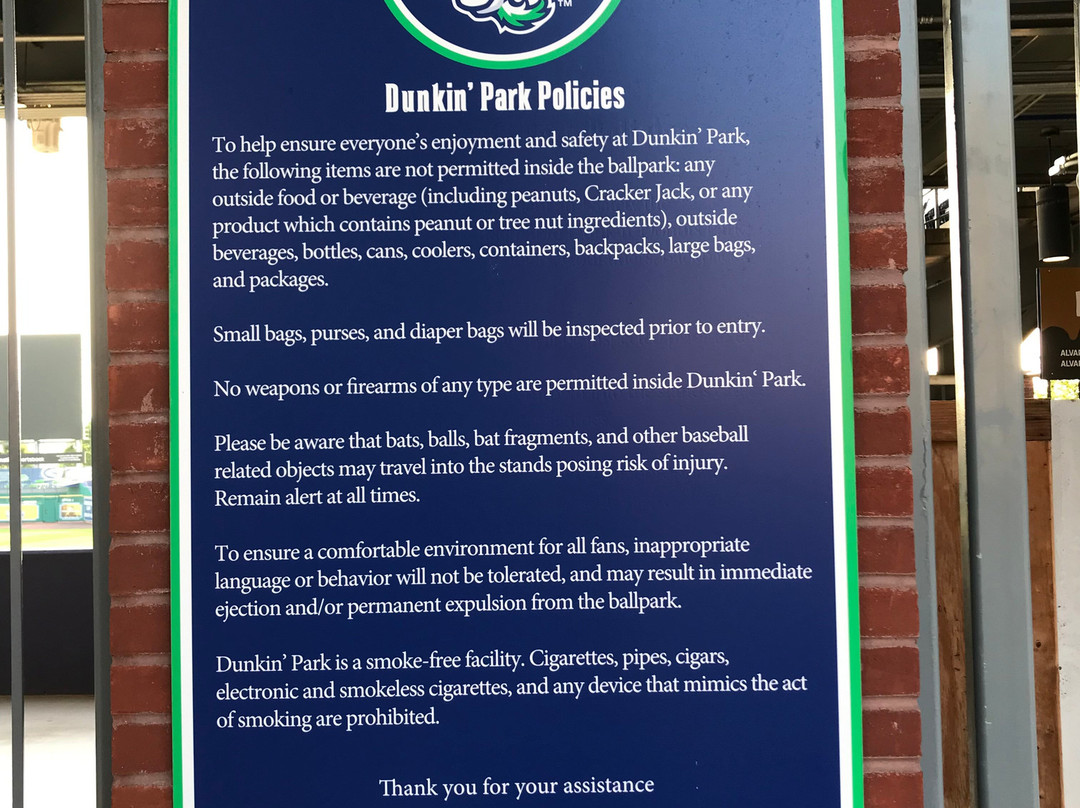 TM
Dunkin’ Park Policies
To help ensure everyone’s enjoyment and safety at Dunkin’ Park,
the following items are not permitted inside the ballpark: any
outside food or beverage (including peanuts, Cracker Jack, or any
product which contains peanut or tree nut ingredients), outside
beverages, bottles, cans, coolers, containers, backpacks, large bags,
and packages.
Small bags, purses, and diaper bags will be inspected prior to entry.
No weapons or firearms of any type are permitted inside Dunkin‘ Park.
Please be aware that bats, balls, bat fragments, and other baseball
related objects may travel into the stands posing risk of injury.
Remain alert at all times.
To ensure a comfortable environment for all fans, inappropriate
language or behavior will not be tolerated, and may result in immediate
ejection and/or permanent expulsion from the ballpark.
Dunkin’ Park is a smoke-free facility. Cigarettes, pipes, cigars,
electronic and smokeless cigarettes, and any device that mimics the act
of smoking are prohibited.
Thank you for your assistance